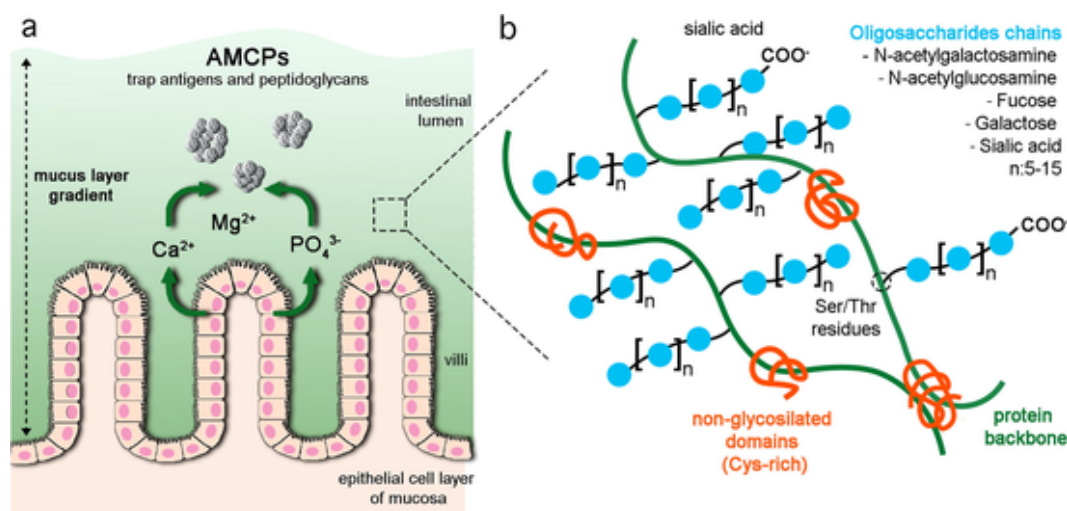 a
AMCPs
trap antigens and peptidoglycans
intestinal
lumen
mucus layer
gradient
Mg²⁺
Ca²⁺
PO₄³⁻
villi
epithelial cell layer
of mucosa
b
sialic acid
COO⁻
Oligosaccharides chains
- N-acetylgalactosamine
- N-acetylglucosamine
- Fucose
- Galactose
- Sialic acid
n:5-15
[ ]n
[ ]n
[ ]n
[ ]n
COO⁻
[ ]n
[ ]n
[ ]n
Ser/Thr
residues
[ ]n
non-glycosilated
domains
(Cys-rich)
protein
backbone